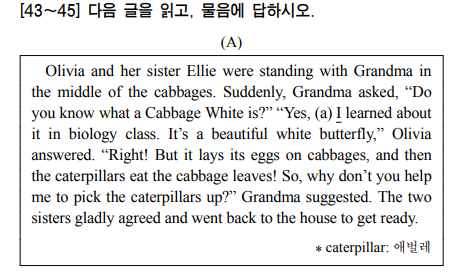 [43～45] 다음 글을 읽고, 물음에 답하시오.
(A)
Olivia and her sister Ellie were standing with Grandma in
the middle of the cabbages. Suddenly, Grandma asked, “Do
you know what a Cabbage White is?” “Yes, (a) I learned about
it in biology class. It’s a beautiful white butterfly,” Olivia
answered. “Right! But it lays its eggs on cabbages, and then
the caterpillars eat the cabbage leaves! So, why don’t you help
me to pick the caterpillars up?” Grandma suggested. The two
sisters gladly agreed and went back to the house to get ready.
* caterpillar: 애벌레